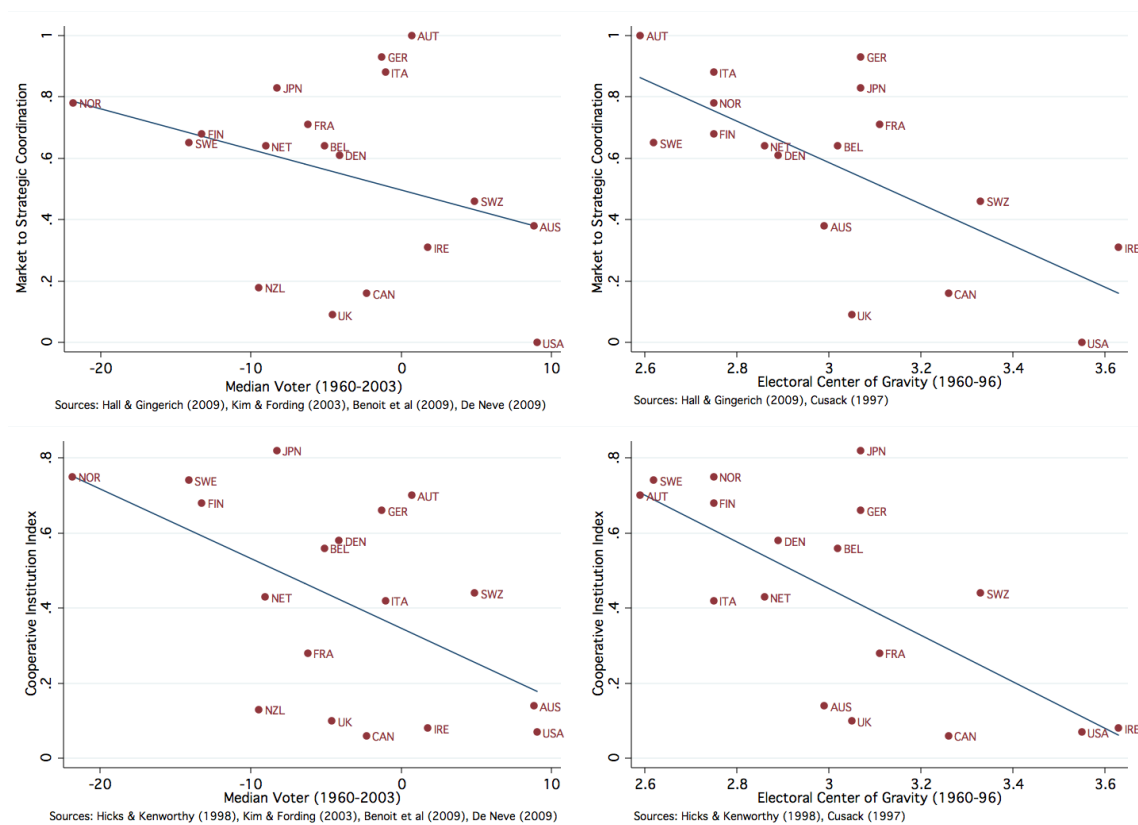 Market to Strategic Coordination
1
.8
.6
.4
.2
0
AUT
GER
ITA
JPN
NOR
FRA
FIN
SWE
NET
BEL
DEN
SWZ
AUS
IRE
NZL
CAN
UK
USA
-20 -10 0 10
Median Voter (1960-2003)
Sources: Hall & Gingerich (2009), Kim & Fording (2003), Benoit et al (2009), De Neve (2009)
Market to Strategic Coordination
1
.8
.6
.4
.2
0
AUT
GER
ITA
JPN
NOR
FRA
FIN
SWE
NET
BEL
DEN
SWZ
AUS
IRE
CAN
UK
USA
2.6 2.8 3 3.2 3.4 3.6
Electoral Center of Gravity (1960-96)
Sources: Hall & Gingerich (2009), Cusack (1997)
Cooperative Institution Index
.8
.6
.4
.2
0
JPN
NOR
SWE
AUT
FIN
GER
DEN
BEL
SWZ
NET
ITA
FRA
AUS
NZL
UK
IRE
USA
CAN
-20 -10 0 10
Median Voter (1960-2003)
Sources: Hicks & Kenworthy (1998), Kim & Fording (2003), Benoit et al (2009), De Neve (2009)
Cooperative Institution Index
.8
.6
.4
.2
0
JPN
NOR
SWE
AUT
FIN
GER
DEN
BEL
SWZ
NET
ITA
FRA
AUS
UK
IRE
USA
CAN
2.6 2.8 3 3.2 3.4 3.6
Electoral Center of Gravity (1960-96)
Sources: Hicks & Kenworthy (1998), Cusack (1997)